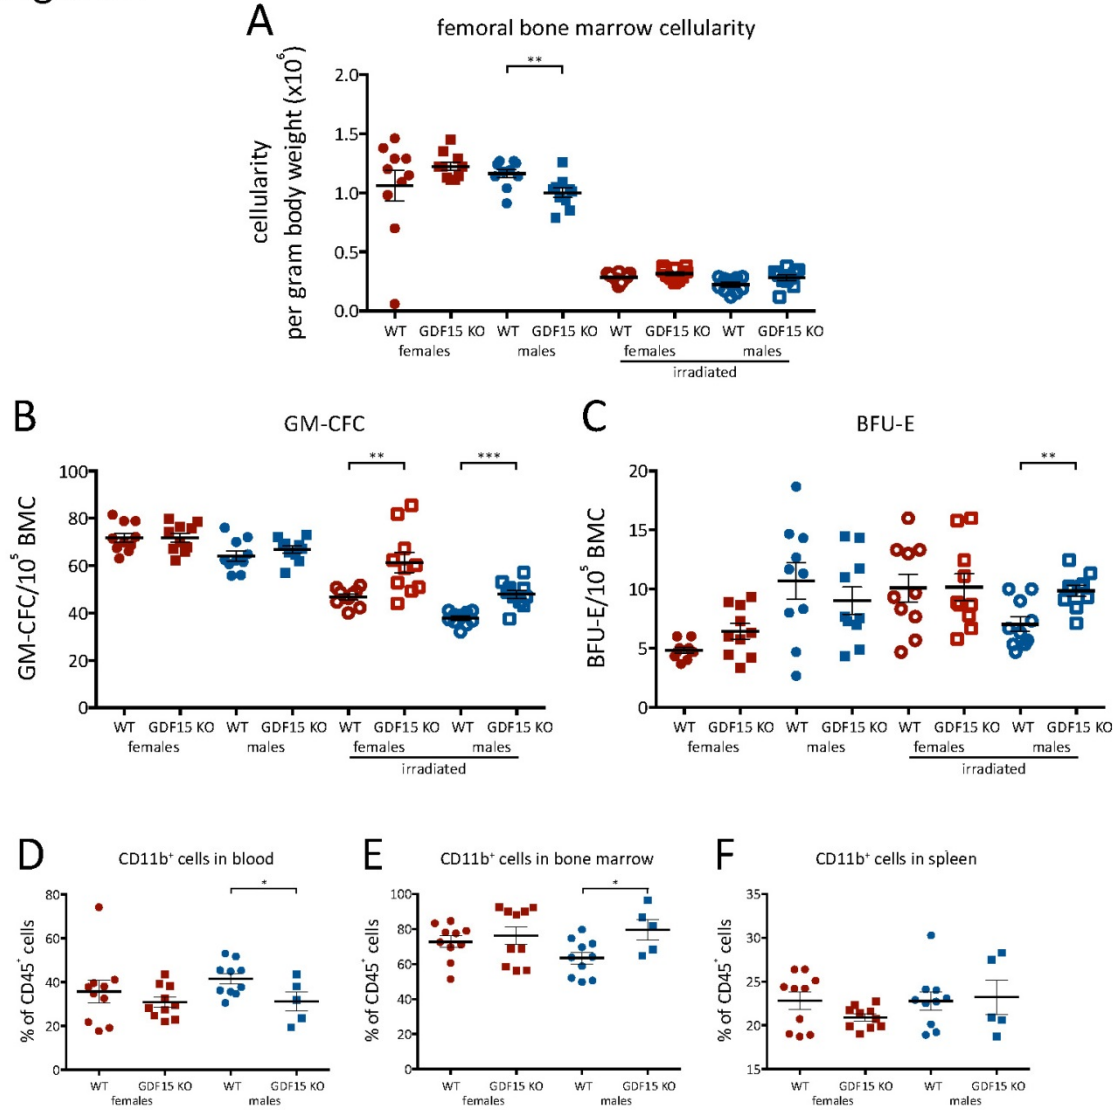 A
femoral bone marrow cellularity
cellularity
per gram body weight (x10⁶)
2.0
1.5
1.0
0.5
0.0
**
WT GDF15 KO WT GDF15 KO WT GDF15 KO WT GDF15 KO
females males females males
irradiated
B
GM-CFC
GM-CFC/10⁵ BMC
100
80
60
40
20
0
** ***
WT GDF15 KO WT GDF15 KO WT GDF15 KO WT GDF15 KO
females males females males
irradiated
C
BFU-E
BFU-E/10⁵ BMC
20
15
10
5
0
**
WT GDF15 KO WT GDF15 KO WT GDF15 KO WT GDF15 KO
females males females males
irradiated
D
CD11b⁺ cells in blood
% of CD45⁺ cells
80
60
40
20
0
*
WT GDF15 KO WT GDF15 KO
females males
E
CD11b⁺ cells in bone marrow
% of CD45⁺ cells
100
80
60
40
20
0
*
WT GDF15 KO WT GDF15 KO
females males
F
CD11b⁺ cells in spleen
% of CD45⁺ cells
35
30
25
20
15
WT GDF15 KO WT GDF15 KO
females males